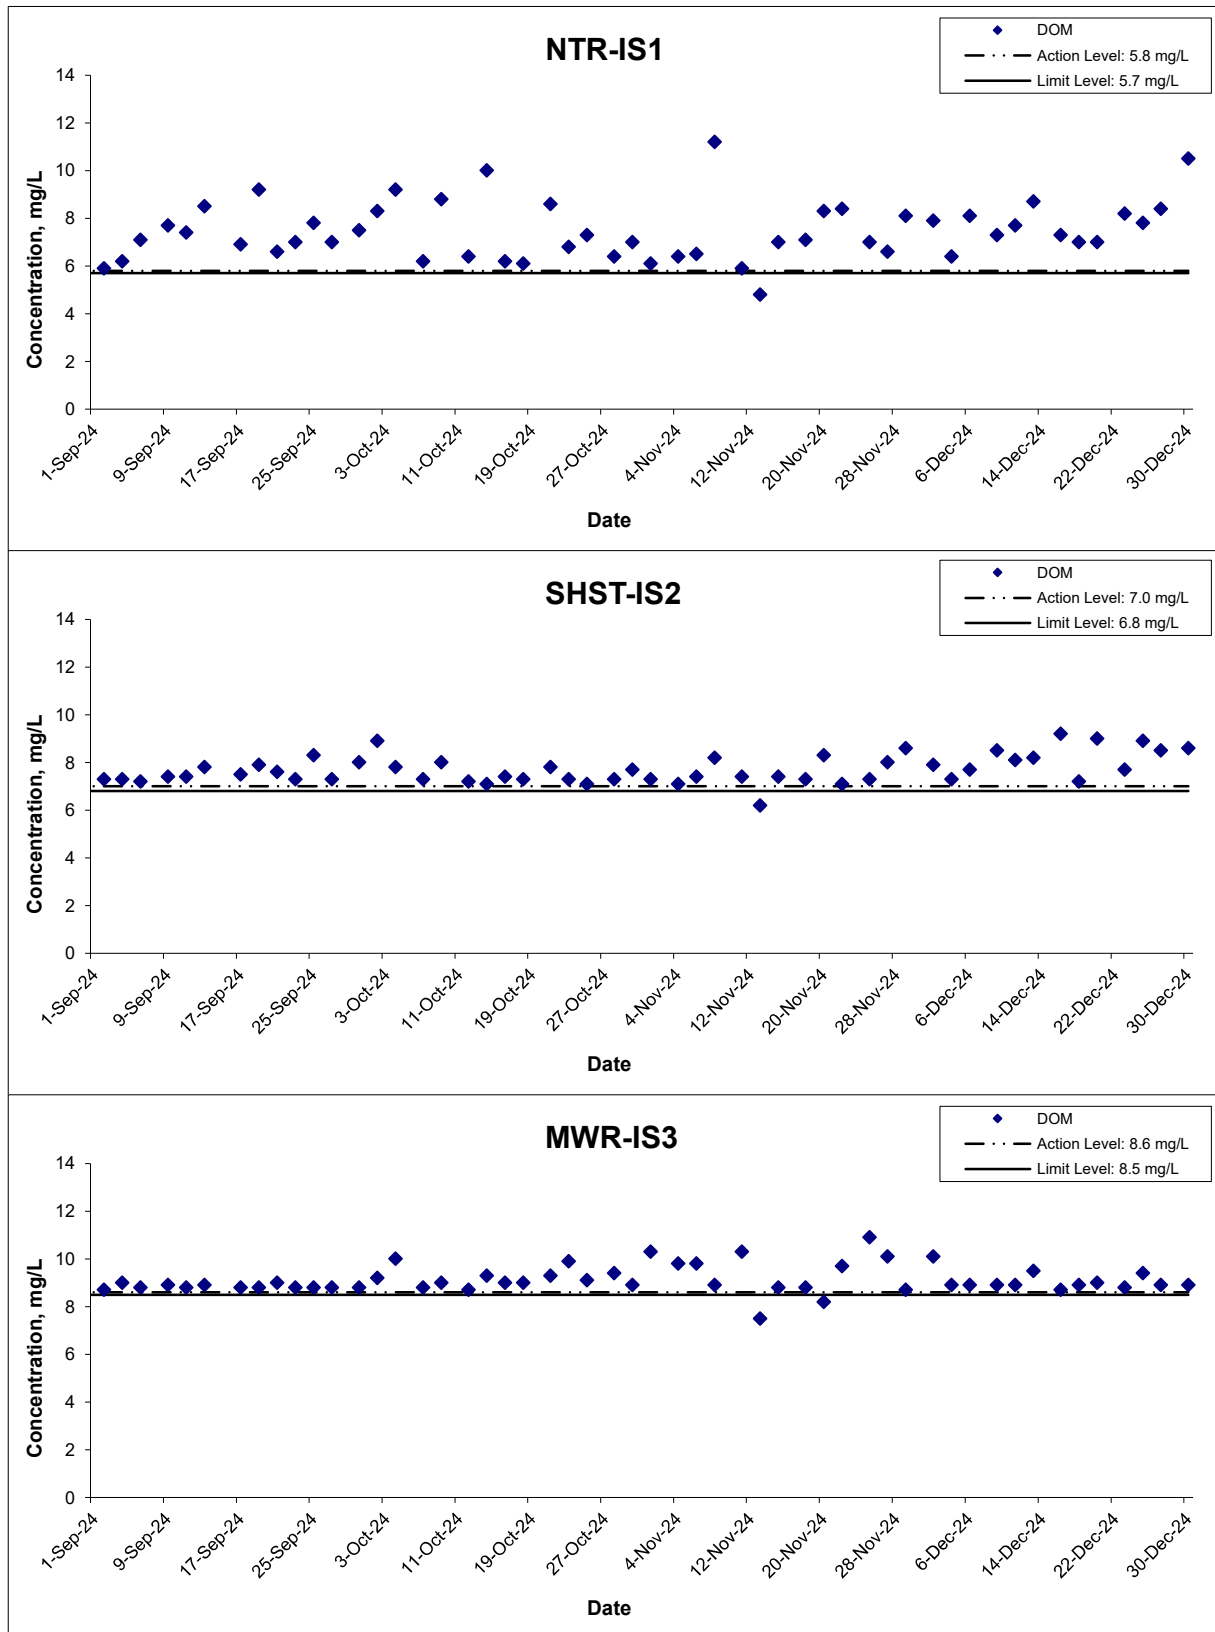 NTR-IS1
DOM
Action Level: 5.8 mg/L
Limit Level: 5.7 mg/L
Concentration, mg/L
14
12
10
8
6
4
2
0
1-Sep-24
9-Sep-24
17-Sep-24
25-Sep-24
3-Oct-24
11-Oct-24
19-Oct-24
27-Oct-24
4-Nov-24
12-Nov-24
20-Nov-24
28-Nov-24
6-Dec-24
14-Dec-24
22-Dec-24
30-Dec-24
Date
SHST-IS2
DOM
Action Level: 7.0 mg/L
Limit Level: 6.8 mg/L
Concentration, mg/L
14
12
10
8
6
4
2
0
1-Sep-24
9-Sep-24
17-Sep-24
25-Sep-24
3-Oct-24
11-Oct-24
19-Oct-24
27-Oct-24
4-Nov-24
12-Nov-24
20-Nov-24
28-Nov-24
6-Dec-24
14-Dec-24
22-Dec-24
30-Dec-24
Date
MWR-IS3
DOM
Action Level: 8.6 mg/L
Limit Level: 8.5 mg/L
Concentration, mg/L
14
12
10
8
6
4
2
0
1-Sep-24
9-Sep-24
17-Sep-24
25-Sep-24
3-Oct-24
11-Oct-24
19-Oct-24
27-Oct-24
4-Nov-24
12-Nov-24
20-Nov-24
28-Nov-24
6-Dec-24
14-Dec-24
22-Dec-24
30-Dec-24
Date